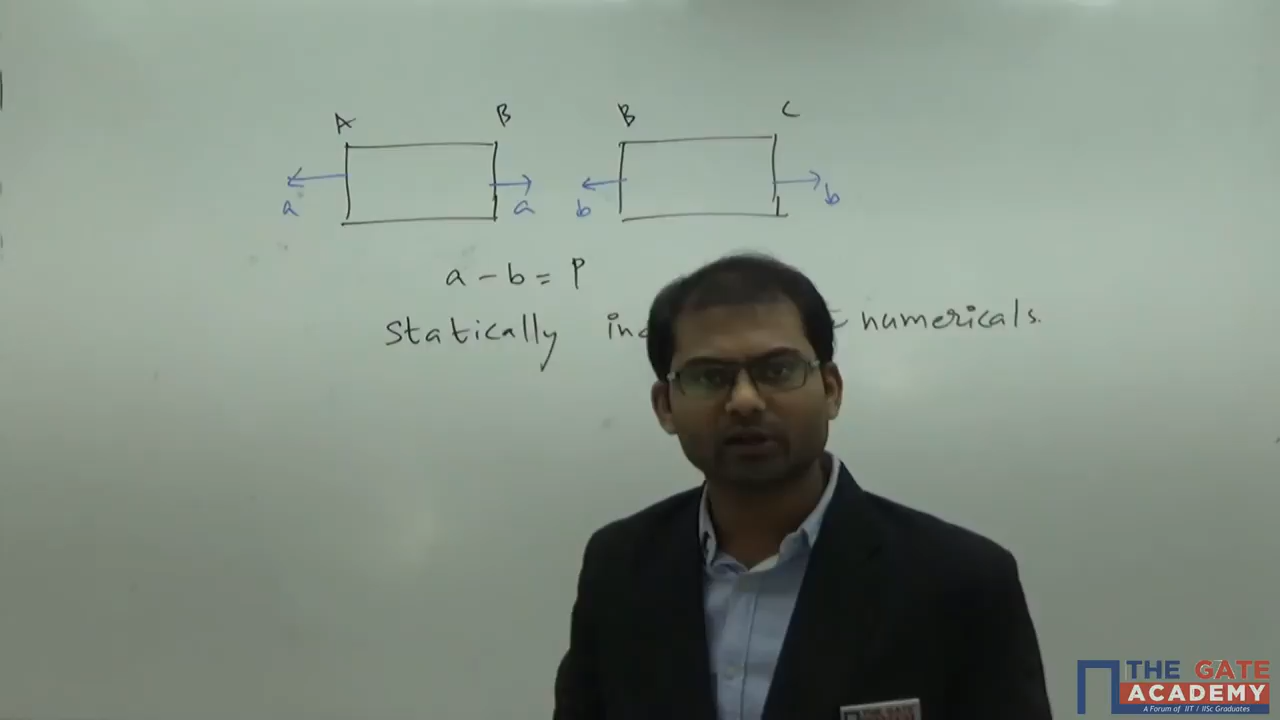 A B B C
a a b b
a - b = P
Statically numericals.
THE GATE
ACADEMY
A Forum of IIT / IISc Graduates